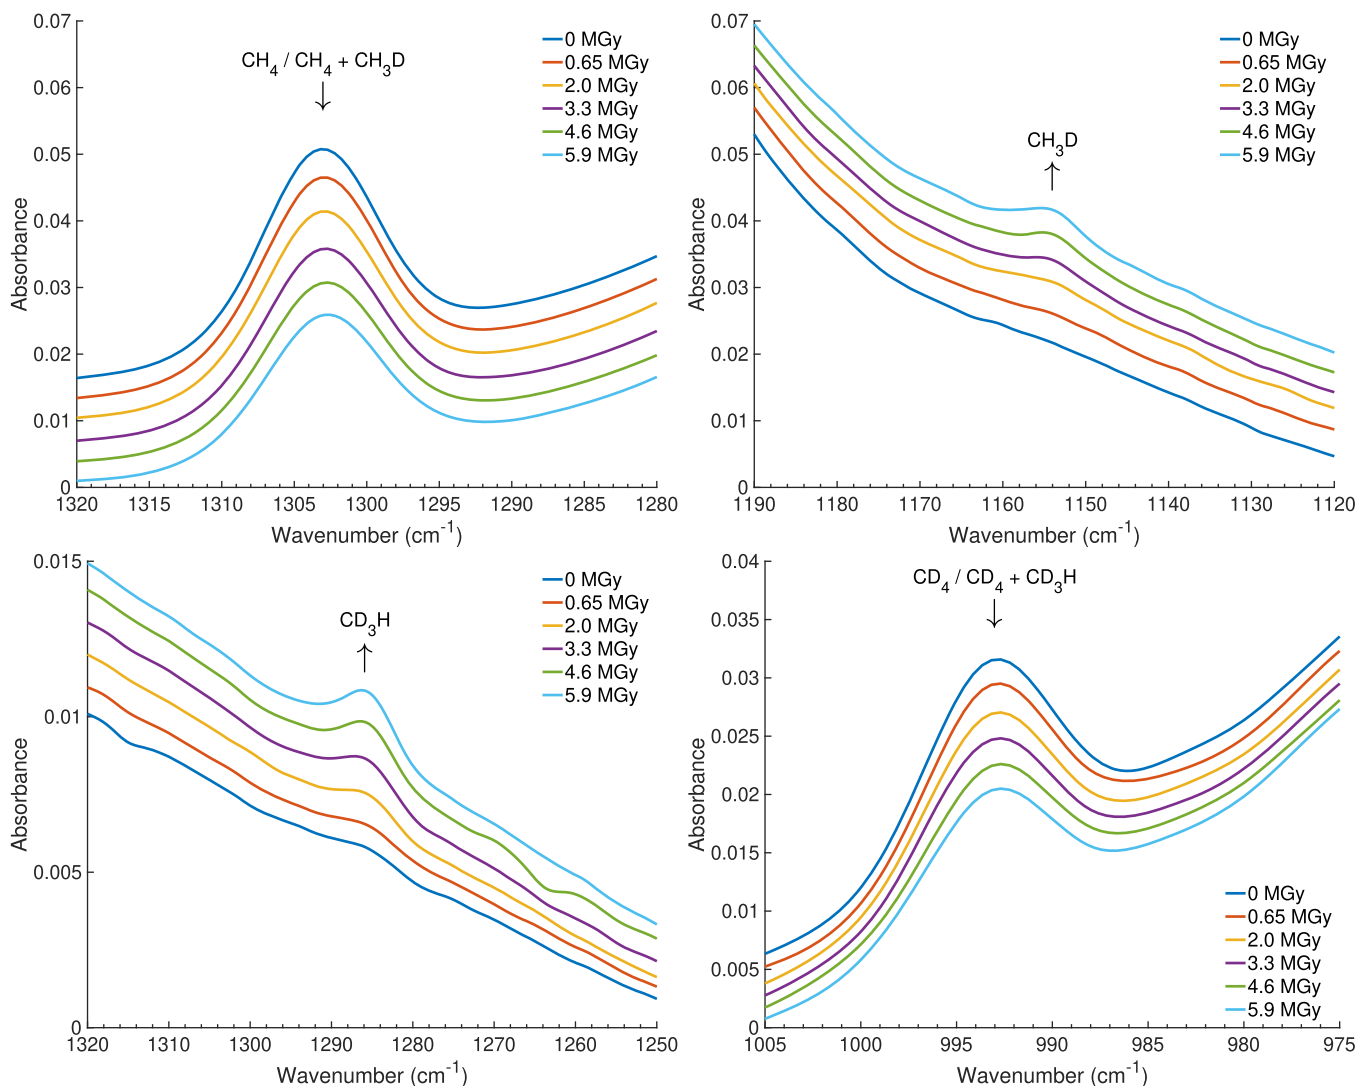 CH4 / CH4 + CH3D
↓
0 MGy
0.65 MGy
2.0 MGy
3.3 MGy
4.6 MGy
5.9 MGy
0.07
0.06
0.05
0.04
0.03
0.02
0.01
0
Absorbance
1320 1315 1310 1305 1300 1295 1290 1285 1280
Wavenumber (cm-1)
CH3D
↑
0 MGy
0.65 MGy
2.0 MGy
3.3 MGy
4.6 MGy
5.9 MGy
0.07
0.06
0.05
0.04
0.03
0.02
0.01
0
Absorbance
1190 1180 1170 1160 1150 1140 1130 1120
Wavenumber (cm-1)
CD3H
↑
0 MGy
0.65 MGy
2.0 MGy
3.3 MGy
4.6 MGy
5.9 MGy
0.015
0.01
0.005
0
Absorbance
1320 1310 1300 1290 1280 1270 1260 1250
Wavenumber (cm-1)
CD4 / CD4 + CD3H
↓
0.04
0.035
0.03
0.025
0.02
0.015
0.01
0.005
0
Absorbance
0 MGy
0.65 MGy
2.0 MGy
3.3 MGy
4.6 MGy
5.9 MGy
1005 1000 995 990 985 980 975
Wavenumber (cm-1)